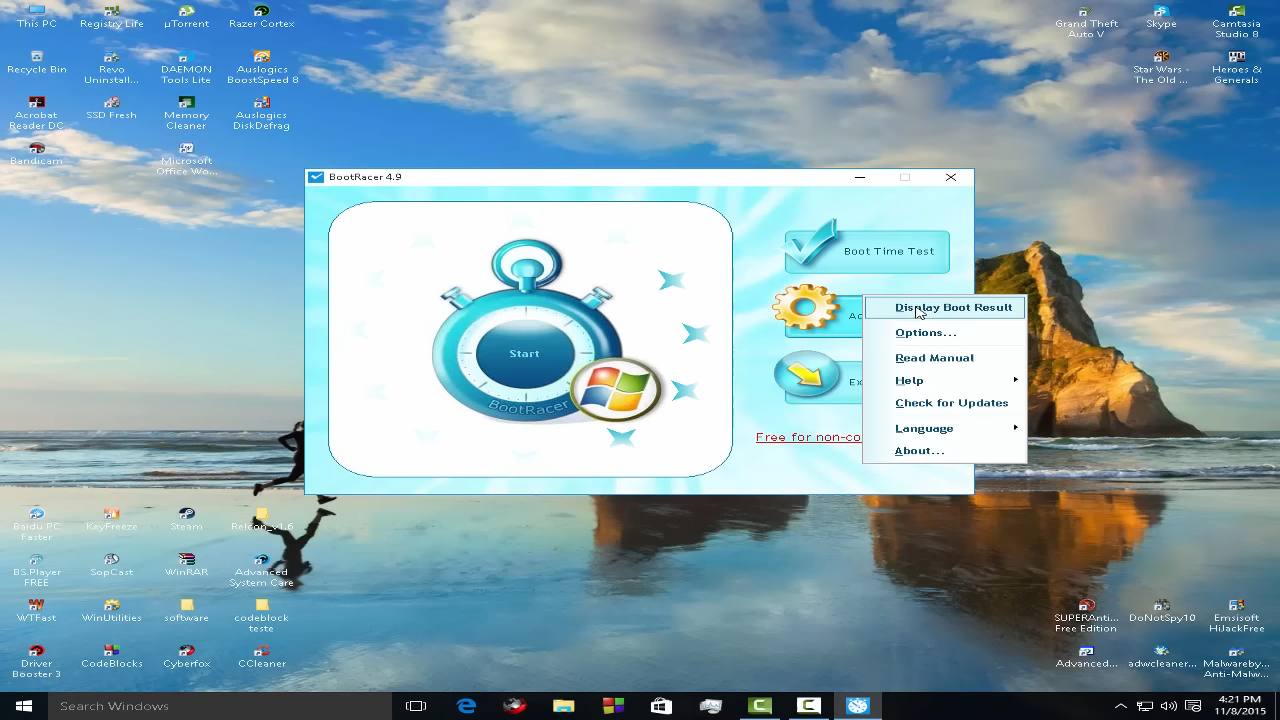 This PC
Registry Life
µTorrent
Razer Cortex
Grand Theft
Auto V
Skype
Camtasia
Studio 8
Recycle Bin
Revo
Uninstall...
DAEMON
Tools Lite
Auslogics
BoostSpeed 8
Star Wars -
The Old ...
Heroes &
Generals
Acrobat
Reader DC
SSD Fresh
Memory
Cleaner
Auslogics
DiskDefrag
Bandicam
Microsoft
Office Wo...
BootRacer 4.9
Start
BootRacer
Boot Time Test
Ad
Ex
Free for non-co
Display Boot Result
Options...
Read Manual
Help
Check for Updates
Language
About...
Baidu PC
Faster
KeyFreeze
Steam
Relcon_v1.6
BS.Player
FREE
SopCast
WinRAR
Advanced
System Care
WTFast
WinUtilities
software
codeblock
teste
SUPERAnti...
Free Edition
DoNotSpy10
Emsisoft
HiJackFree
Driver
Booster 3
CodeBlocks
Cyberfox
CCleaner
Advanced...
adwcleaner...
Malwareby...
Anti-Malw...
Search Windows
4:21 PM
11/8/2015